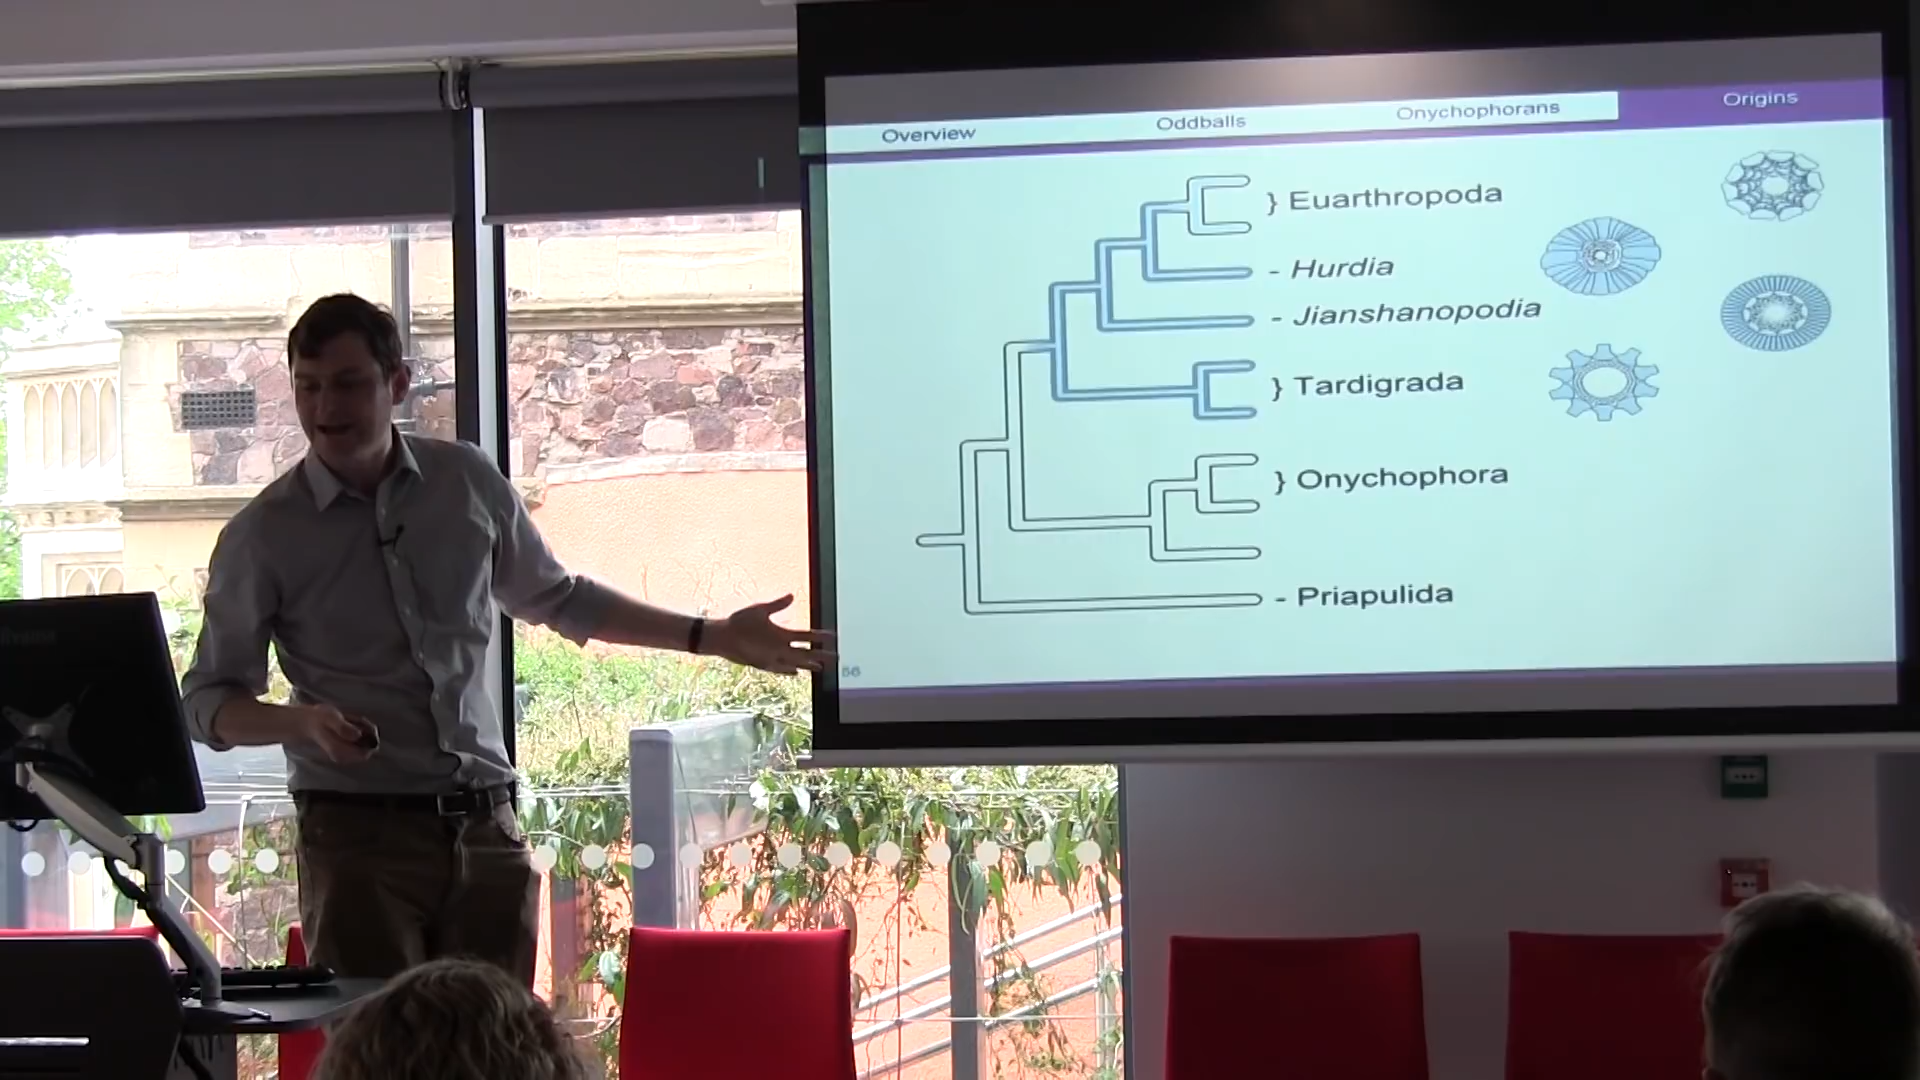 Overview Oddballs Onychophorans Origins
} Euarthropoda
- Hurdia
- Jianshanopodia
} Tardigrada
} Onychophora
- Priapulida
56